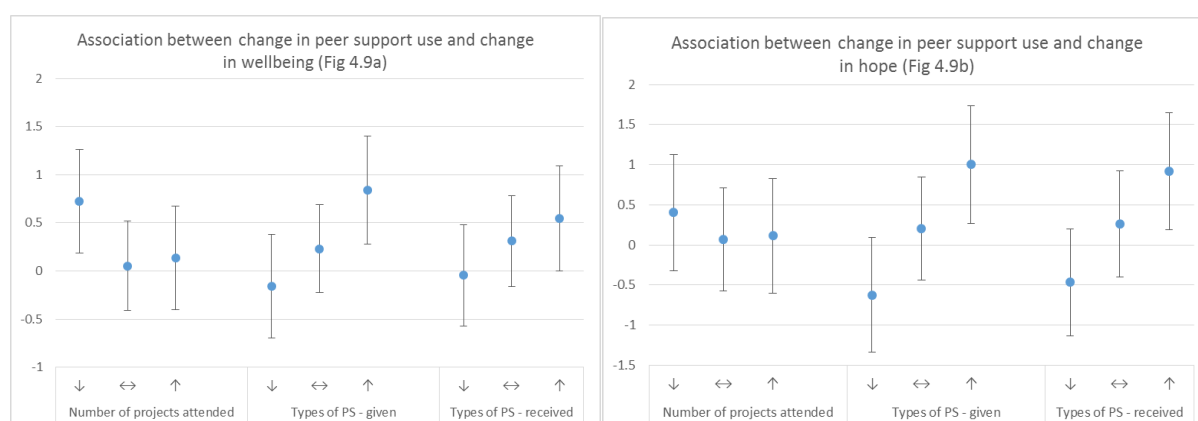 Association between change in peer support use and change
in wellbeing (Fig 4.9a)
2
1.5
1
0.5
0
-0.5
-1
↓ ↔ ↑ ↓ ↔ ↑ ↓ ↔ ↑
Number of projects attended Types of PS - given Types of PS - received
Association between change in peer support use and change
in hope (Fig 4.9b)
2
1.5
1
0.5
0
-0.5
-1
-1.5
↓ ↔ ↑ ↓ ↔ ↑ ↓ ↔ ↑
Number of projects attended Types of PS - given Types of PS - received